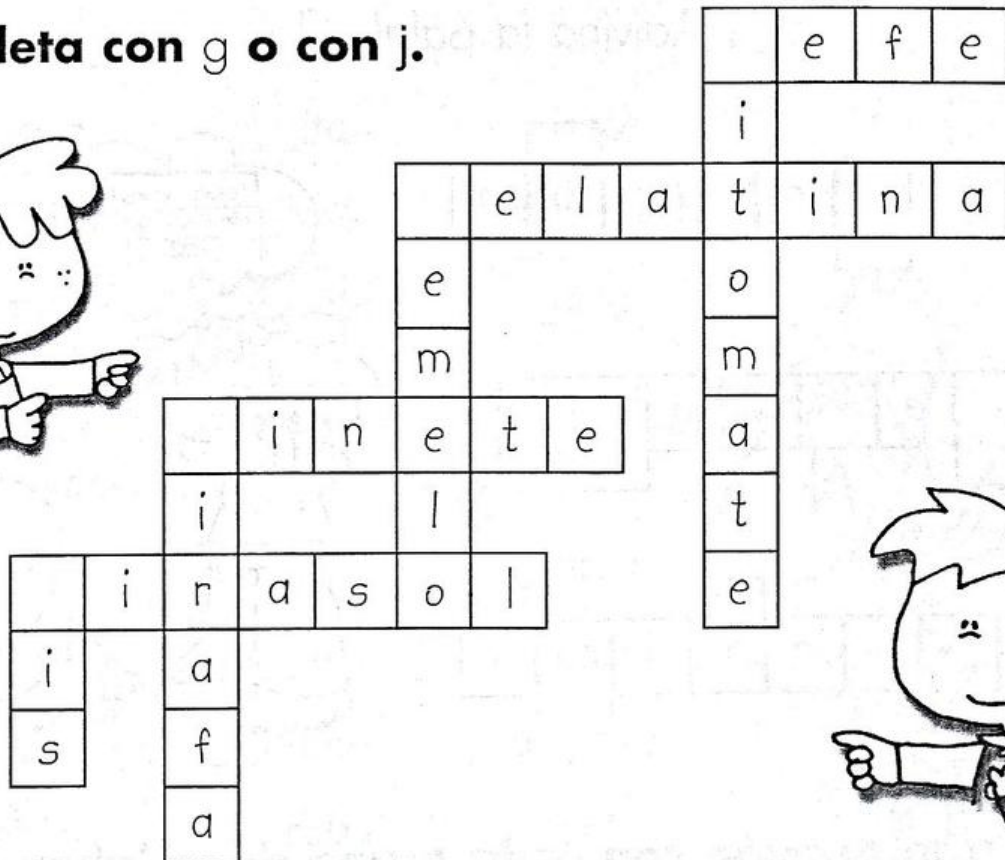 leta con g o con j.
e f e
i
e l a t i n a
e o
m m
i n e t e a
i l t
i r a s o l e
i a
s f
a